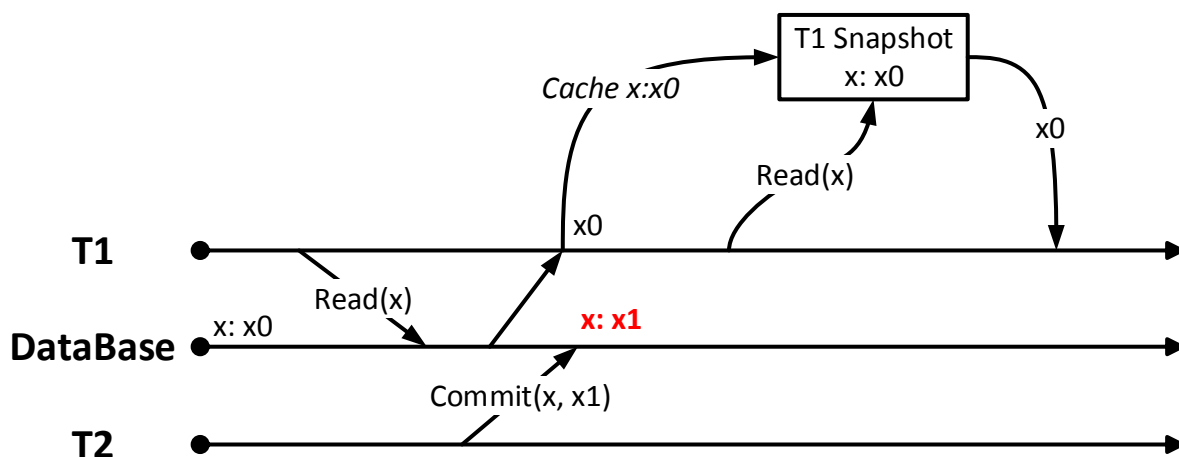 T1 Snapshot
x: x0
Cache x:x0
x0
Read(x)
x0
T1
Read(x)
x: x0
x: x1
DataBase
Commit(x, x1)
T2